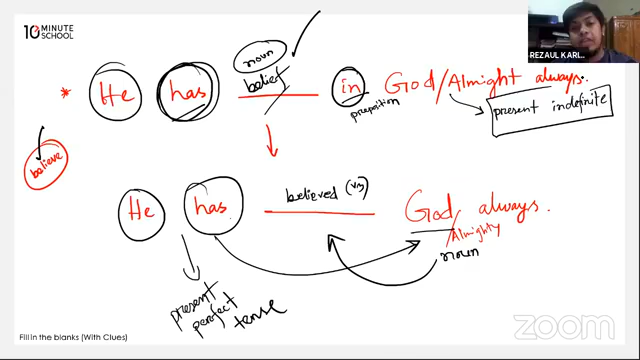 10 MINUTE SCHOOL
REZAUL KARI..
noun
* He has belief in God/Almight always.
preposition
present indefinite
believe
He has believed (V3) God always.
/Almighty
noun
present perfect tense
Fill in the blanks (With Clues)
zoom